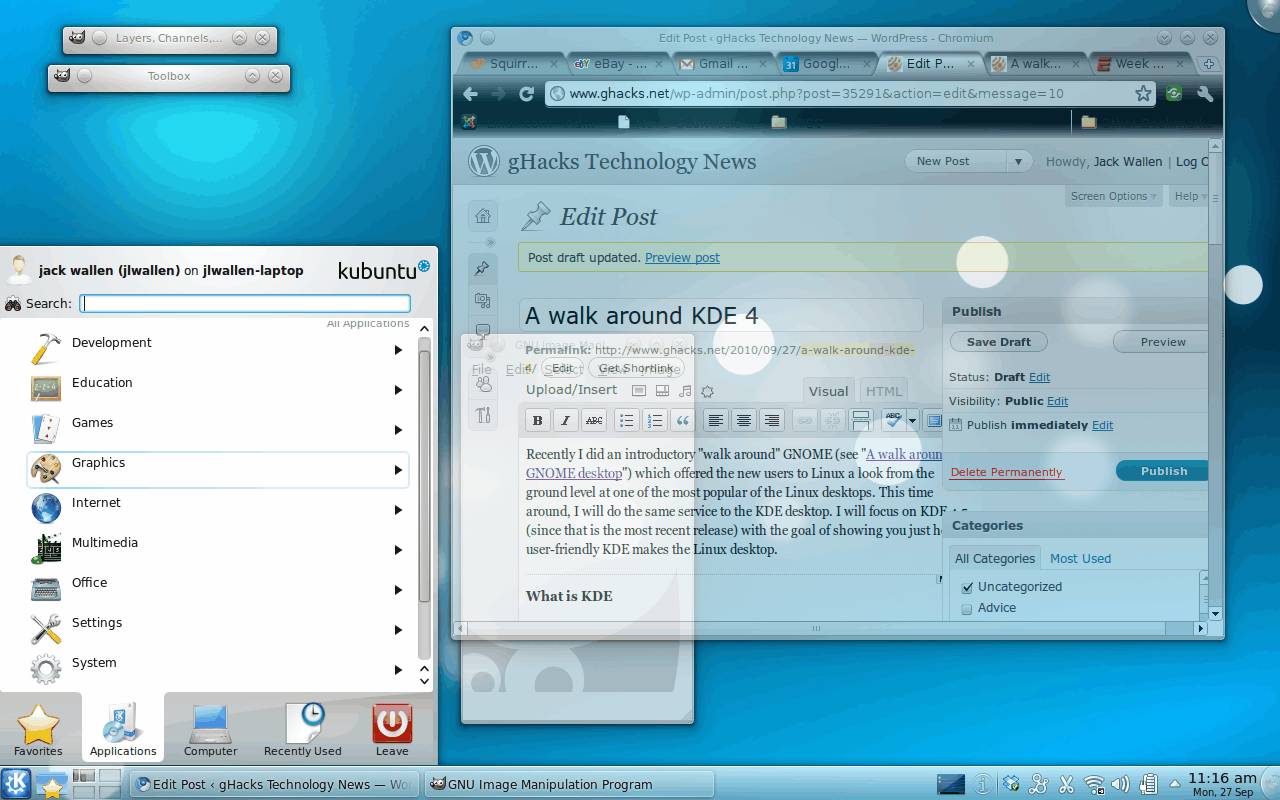 Layers, Channels,...
Toolbox
Edit Post ‹ gHacks Technology News — WordPress - Chromium
Squirr...
eBay - ...
Gmail ...
Googl...
Edit P...
A walk...
Week ...
www.ghacks.net/wp-admin/post.php?post=35291&action=edit&message=10
gHacks Technology News
New Post
Howdy, Jack Wallen | Log O
Screen Options
Help
Edit Post
Post draft updated. Preview post
A walk around KDE 4
Permalink: http://www.ghacks.net/2010/09/27/a-walk-around-kde-
4/ Edit Get Shortlink
Upload/Insert
Visual
HTML
B I ABC
ABC
Recently I did an introductory "walk around" GNOME (see "A walk aroun
GNOME desktop") which offered the new users to Linux a look from the
ground level at one of the most popular of the Linux desktops. This time
around, I will do the same service to the KDE desktop. I will focus on KDE 4.5
(since that is the most recent release) with the goal of showing you just h
user-friendly KDE makes the Linux desktop.
What is KDE
Publish
Save Draft
Preview
Status: Draft Edit
Visibility: Public Edit
Publish immediately Edit
Delete Permanently
Publish
Categories
All Categories
Most Used
Uncategorized
Advice
GNU Image Mani
File Edit Select View Image
jack wallen (jlwallen) on jlwallen-laptop
kubuntu
Search:
All Applications
Development
Education
Games
Graphics
Internet
Multimedia
Office
Settings
System
Favorites
Applications
Computer
Recently Used
Leave
Edit Post ‹ gHacks Technology News — Wo
GNU Image Manipulation Program
11:16 am
Mon, 27 Sep